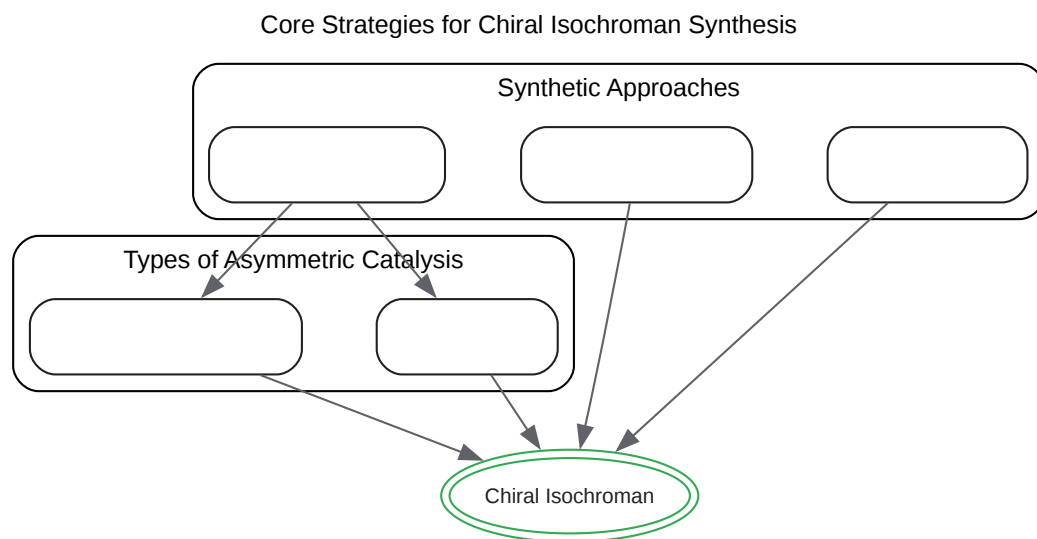 Core Strategies for Chiral Isochroman Synthesis
Synthetic Approaches
Types of Asymmetric Catalysis
Chiral Isochroman